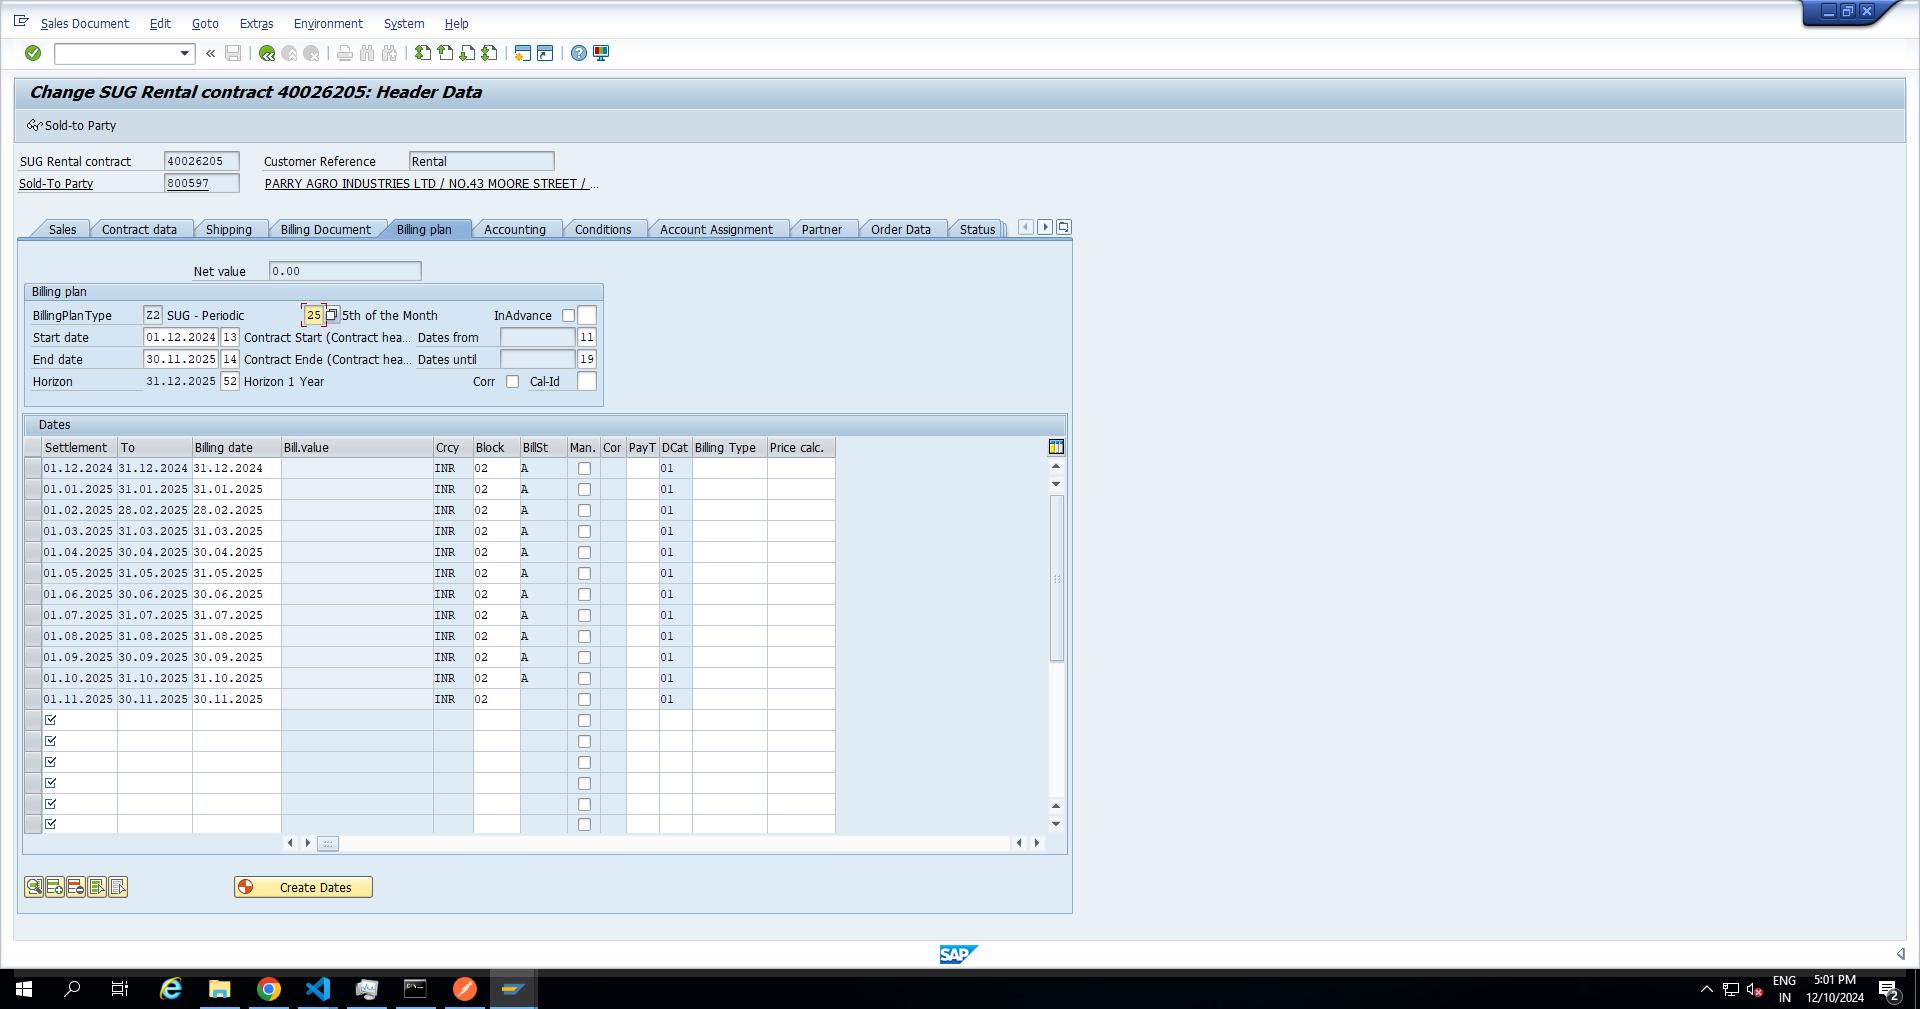 Sales Document Edit Goto Extras Environment System Help
Change SUG Rental contract 40026205: Header Data
Sold-to Party
SUG Rental contract 40026205 Customer Reference Rental
Sold-To Party 800597 PARRY AGRO INDUSTRIES LTD / NO.43 MOORE STREET / ...
Sales Contract data Shipping Billing Document Billing plan Accounting Conditions Account Assignment Partner Order Data Status
Net value 0.00
Billing plan
BillingPlanType Z2 SUG - Periodic 25 5th of the Month InAdvance
Start date 01.12.2024 13 Contract Start (Contract hea... Dates from 11
End date 30.11.2025 14 Contract Ende (Contract hea... Dates until 19
Horizon 31.12.2025 52 Horizon 1 Year Corr Cal-Id
Dates
Settlement To Billing date Bill.value Crcy Block BillSt Man. Cor PayT DCat Billing Type Price calc.
01.12.2024 31.12.2024 31.12.2024 INR 02 A 01
01.01.2025 31.01.2025 31.01.2025 INR 02 A 01
01.02.2025 28.02.2025 28.02.2025 INR 02 A 01
01.03.2025 31.03.2025 31.03.2025 INR 02 A 01
01.04.2025 30.04.2025 30.04.2025 INR 02 A 01
01.05.2025 31.05.2025 31.05.2025 INR 02 A 01
01.06.2025 30.06.2025 30.06.2025 INR 02 A 01
01.07.2025 31.07.2025 31.07.2025 INR 02 A 01
01.08.2025 31.08.2025 31.08.2025 INR 02 A 01
01.09.2025 30.09.2025 30.09.2025 INR 02 A 01
01.10.2025 31.10.2025 31.10.2025 INR 02 A 01
01.11.2025 30.11.2025 30.11.2025 INR 02 01
Create Dates
SAP
ENG 5:01 PM
IN 12/10/2024 2